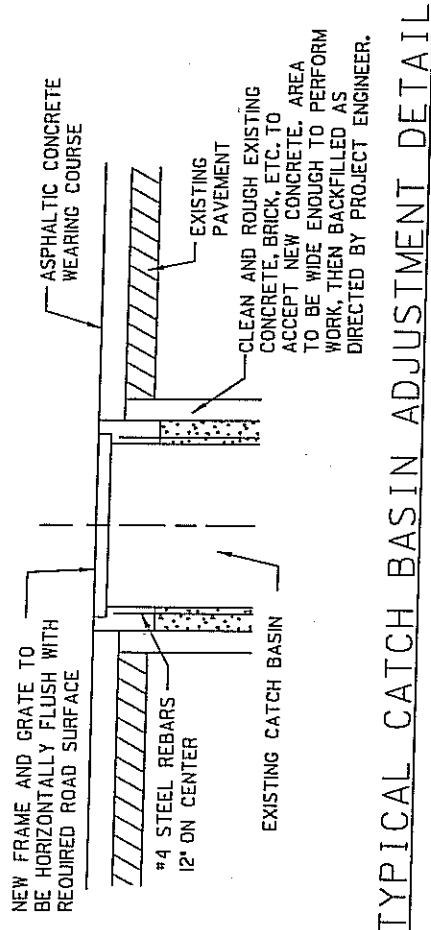 NEW FRAME AND GRATE TO
BE HORIZONTALLY FLUSH WITH
REQUIRED ROAD SURFACE
ASPHALTIC CONCRETE
WEARING COURSE
EXISTING
PAVEMENT
#4 STEEL REBARS
12" ON CENTER
CLEAN AND ROUGH EXISTING
CONCRETE, BRICK, ETC. TO
ACCEPT NEW CONCRETE. AREA
TO BE WIDE ENOUGH TO PERFORM
WORK, THEN BACKFILLED AS
DIRECTED BY PROJECT ENGINEER.
EXISTING CATCH BASIN
TYPICAL CATCH BASIN ADJUSTMENT DETAIL